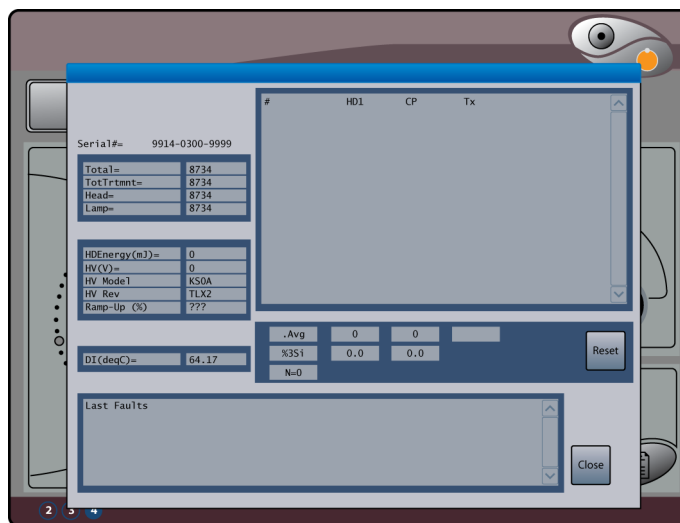 # HD1 CP Tx
Serial#= 9914-0300-9999
Total= 8734
TotTrtmnt= 8734
Head= 8734
Lamp= 8734
HDEnergy(mJ)= 0
HV(V)= 0
HV Model KSOA
HV Rev TLX2
Ramp-Up (%) ???
.Avg 0 0
%3Si 0.0 0.0
N=0
Reset
DI(deqC)= 64.17
Last Faults
Close
2 3 4